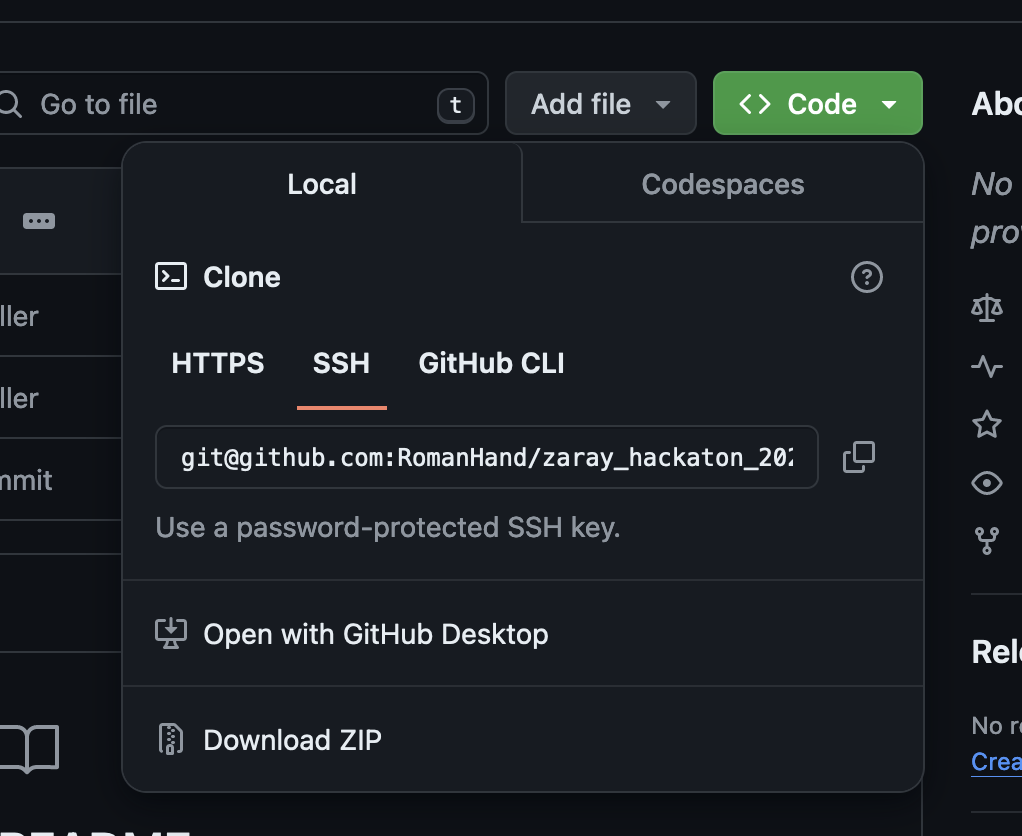 Go to file
t
Add file
Code
Local
Codespaces
Clone
HTTPS
SSH
GitHub CLI
git@github.com:RomanHand/zaray_hackaton_202
Use a password-protected SSH key.
Open with GitHub Desktop
Download ZIP
ller
ller
mmit
Abo
No
prov
Rel
No re
Crea
README